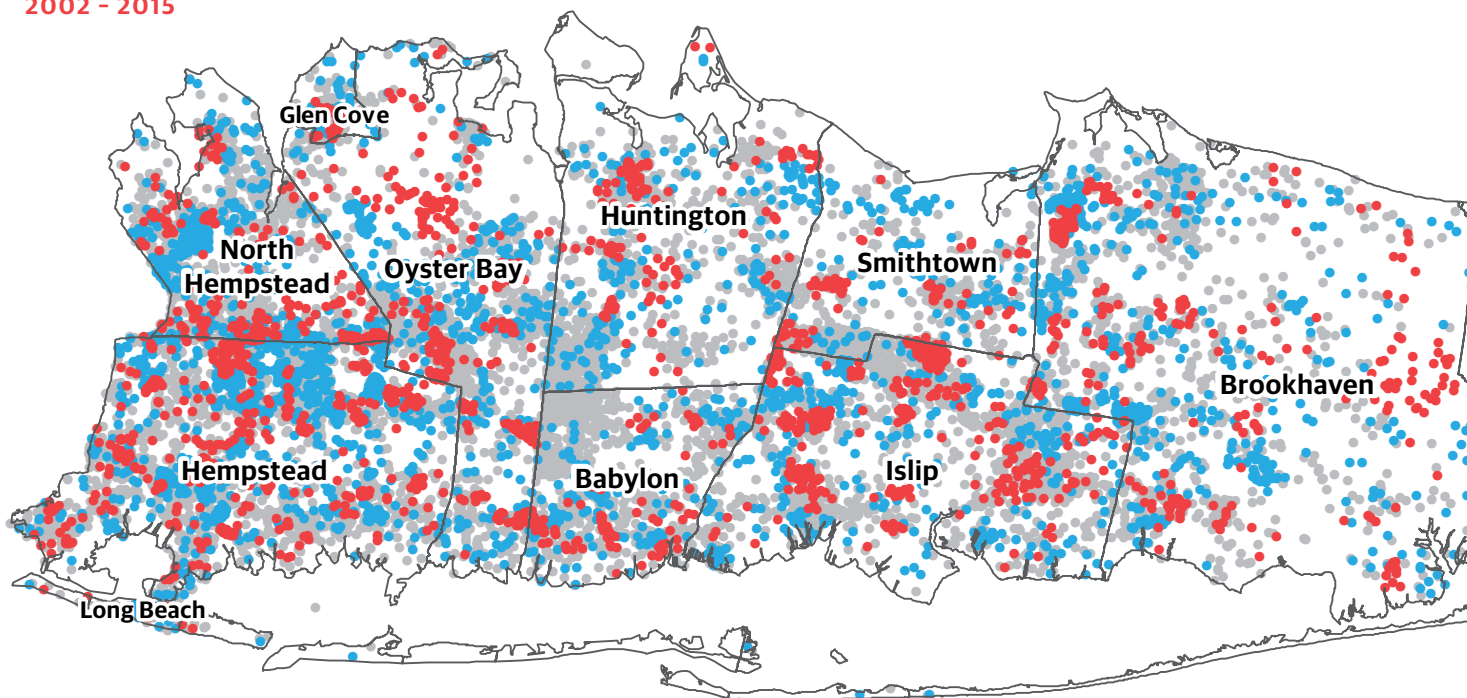 2002 - 2015
Glen Cove
North
Hempstead
Oyster Bay
Huntington
Smithtown
Brookhaven
Hempstead
Babylon
Islip
Long Beach